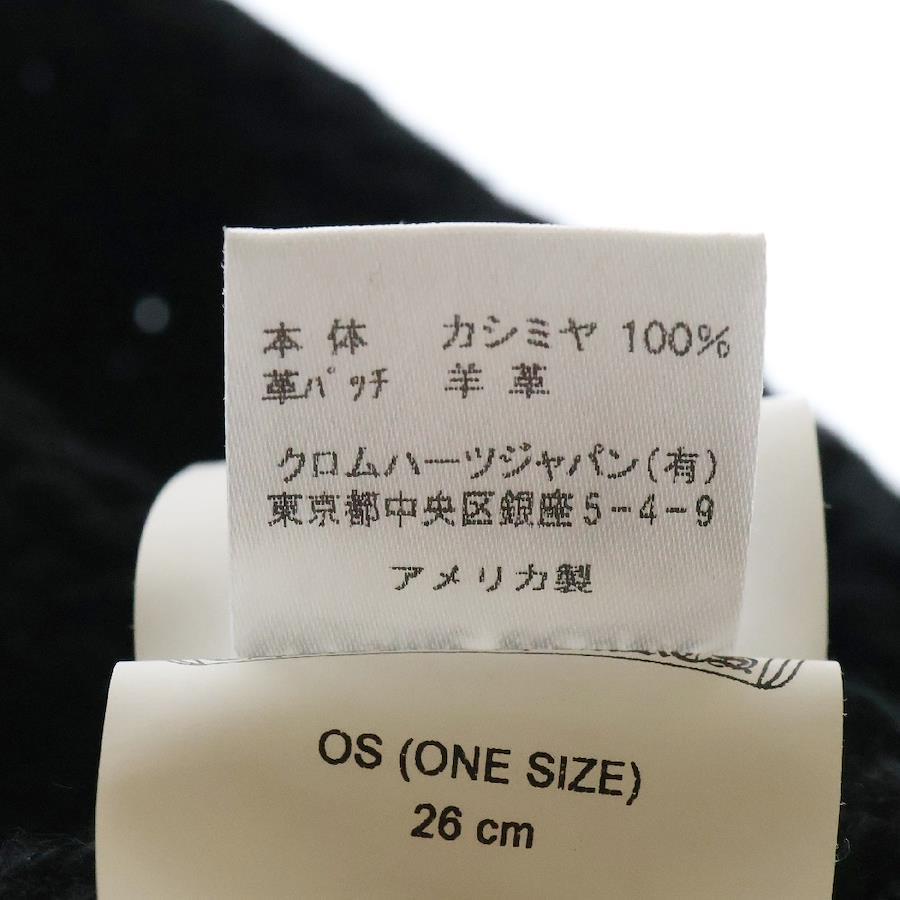 本体 カシミヤ 100%
革パッチ 羊革
クロムハーツジャパン(有)
東京都中央区銀座5-4-9
アメリカ製
OS (ONE SIZE)
26 cm